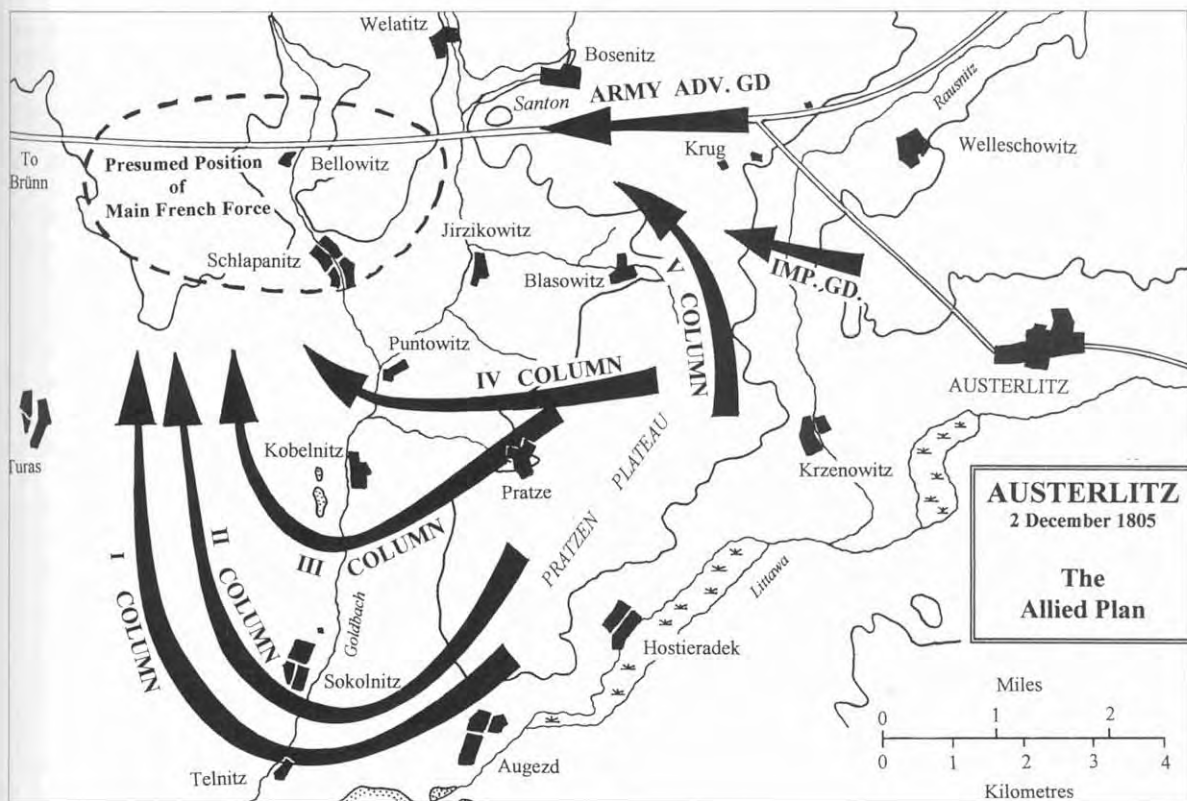 Welatitz
Bosenitz
Santon
ARMY ADV. GD
Rausnitz
To
Brünn
Bellowitz
Krug
Welleschowitz
Presumed Position
of
Main French Force
Jirzikowitz
Schlapanitz
Blasowitz
V COLUMN
IMP. GD.
Puntowitz
IV COLUMN
AUSTERLITZ
Turas
Kobelnitz
Pratze
PRATZEN PLATEAU
Krzenowitz
I COLUMN
II COLUMN
III COLUMN
Goldbach
Littawa
Hostieradek
Sokolnitz
Telnitz
Augezd
AUSTERLITZ
2 December 1805
The
Allied Plan
Miles
0 1 2
0 1 2 3 4
Kilometres